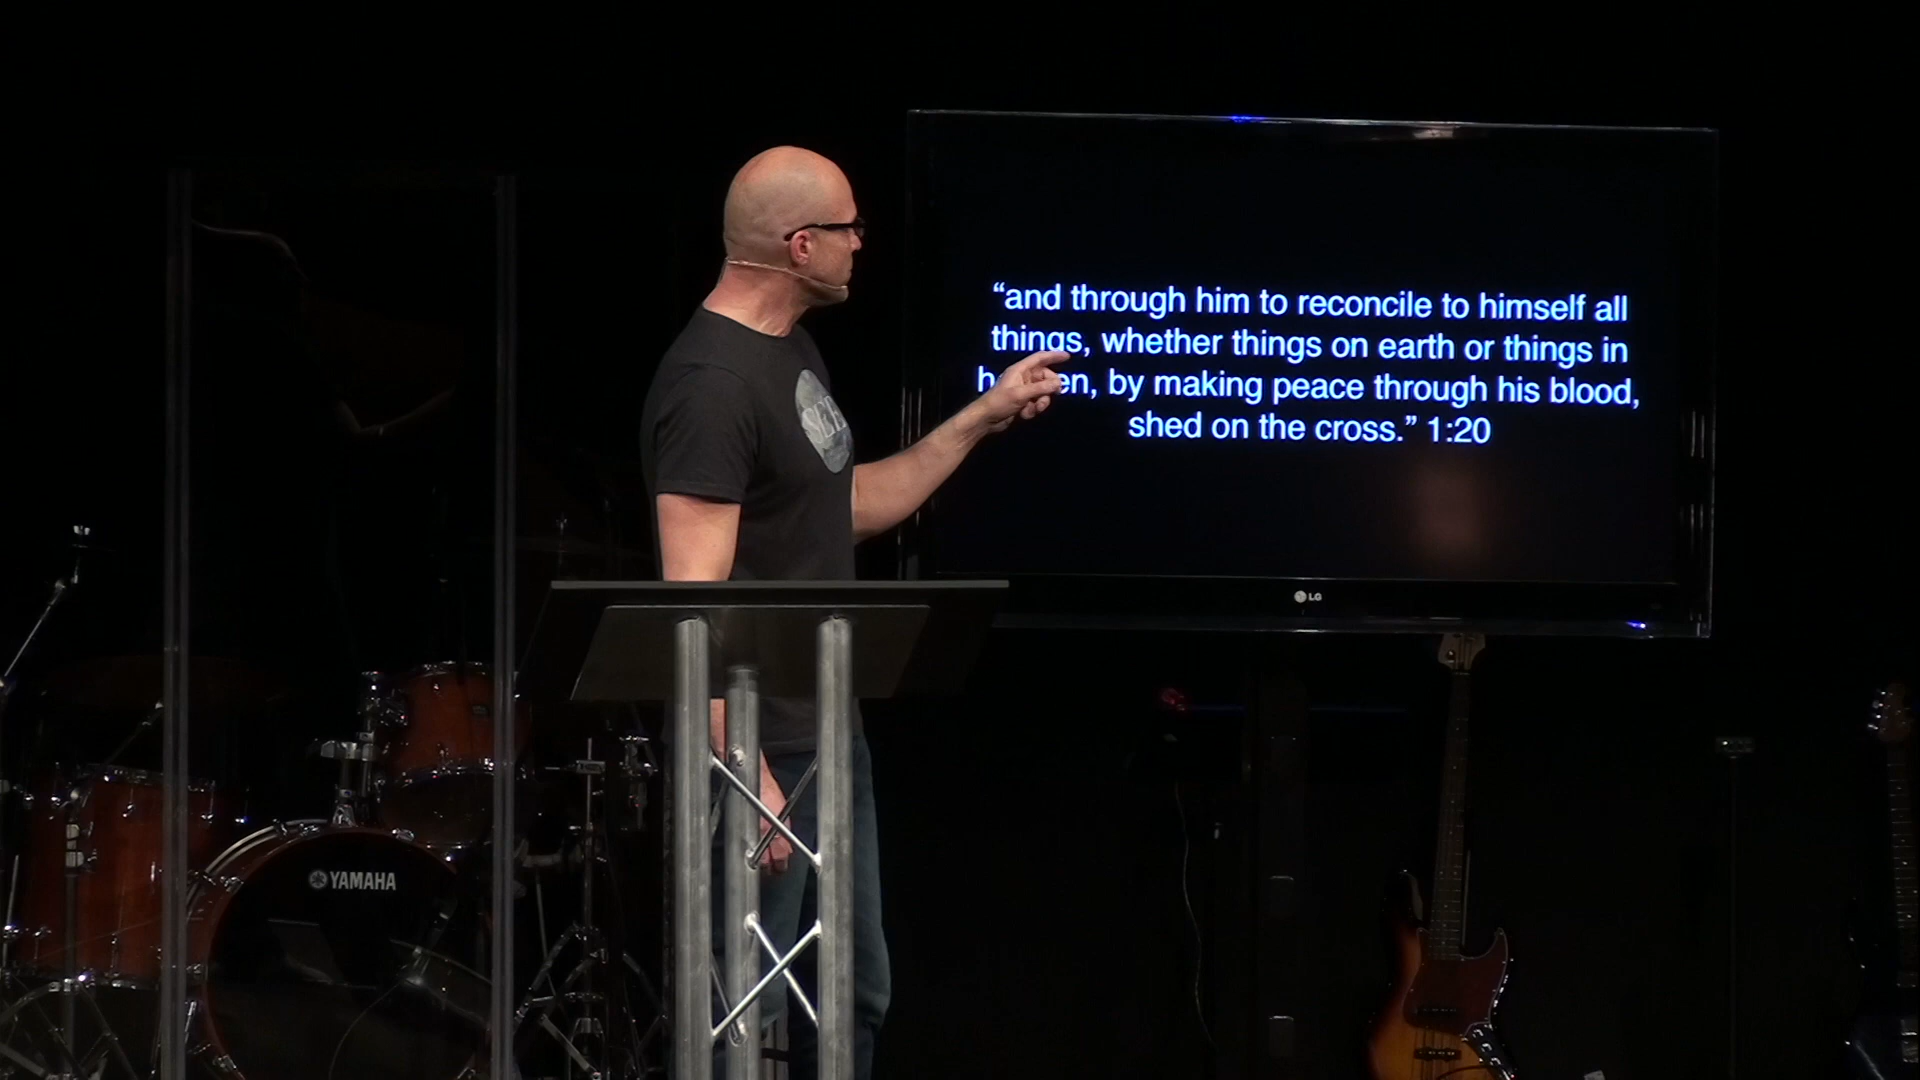 “and through him to reconcile to himself all
things, whether things on earth or things in
by making peace through his blood,
shed on the cross.” 1:20
LG
YAMAHA